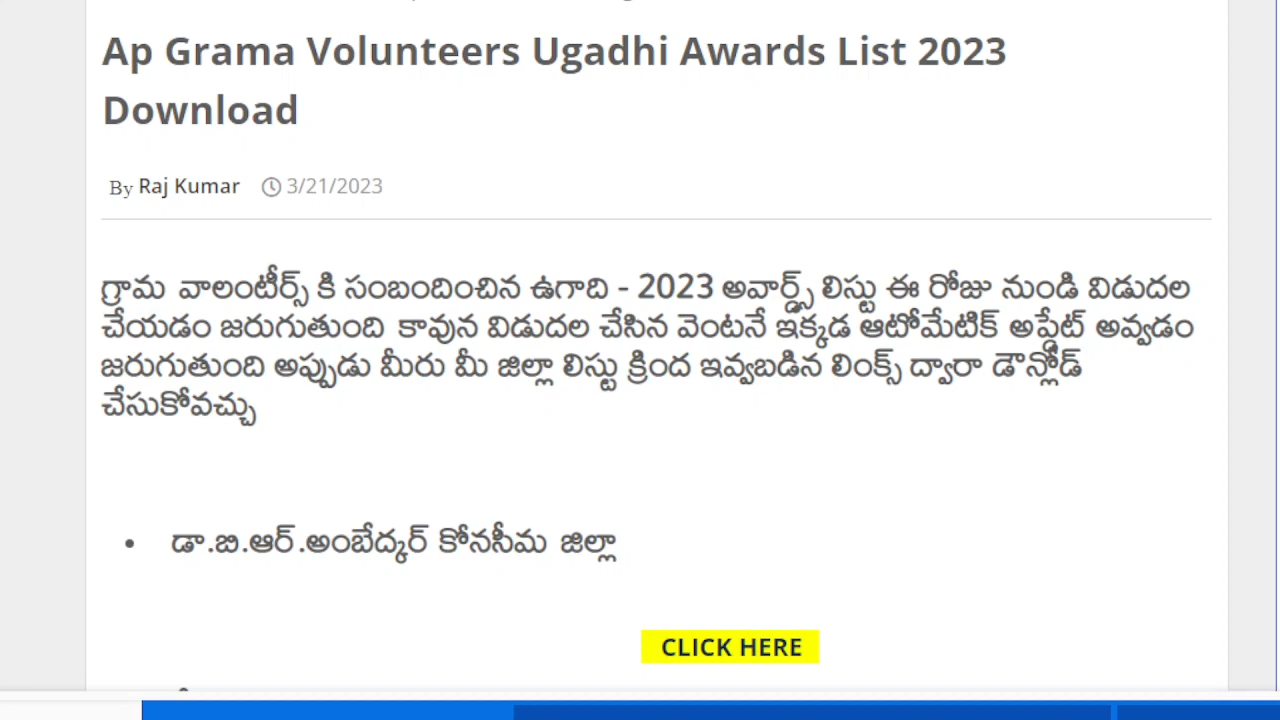 Ap Grama Volunteers Ugadhi Awards List 2023
Download
By Raj Kumar 3/21/2023
గ్రామ వాలంటీర్స్ కి సంబందించిన ఉగాది - 2023 అవార్డ్స్ లిస్టు ఈ రోజు నుండి విడుదల
చేయడం జరుగుతుంది కావున విడుదల చేసిన వెంటనే ఇక్కడ ఆటోమేటిక్ అప్డేట్ అవ్వడం
జరుగుతుంది అప్పుడు మీరు మీ జిల్లా లిస్టు క్రింద ఇవ్వబడిన లింక్స్ ద్వారా డౌన్లోడ్
చేసుకోవచ్చు
• డా.బి.ఆర్.అంబేద్కర్ కోనసీమ జిల్లా
CLICK HERE